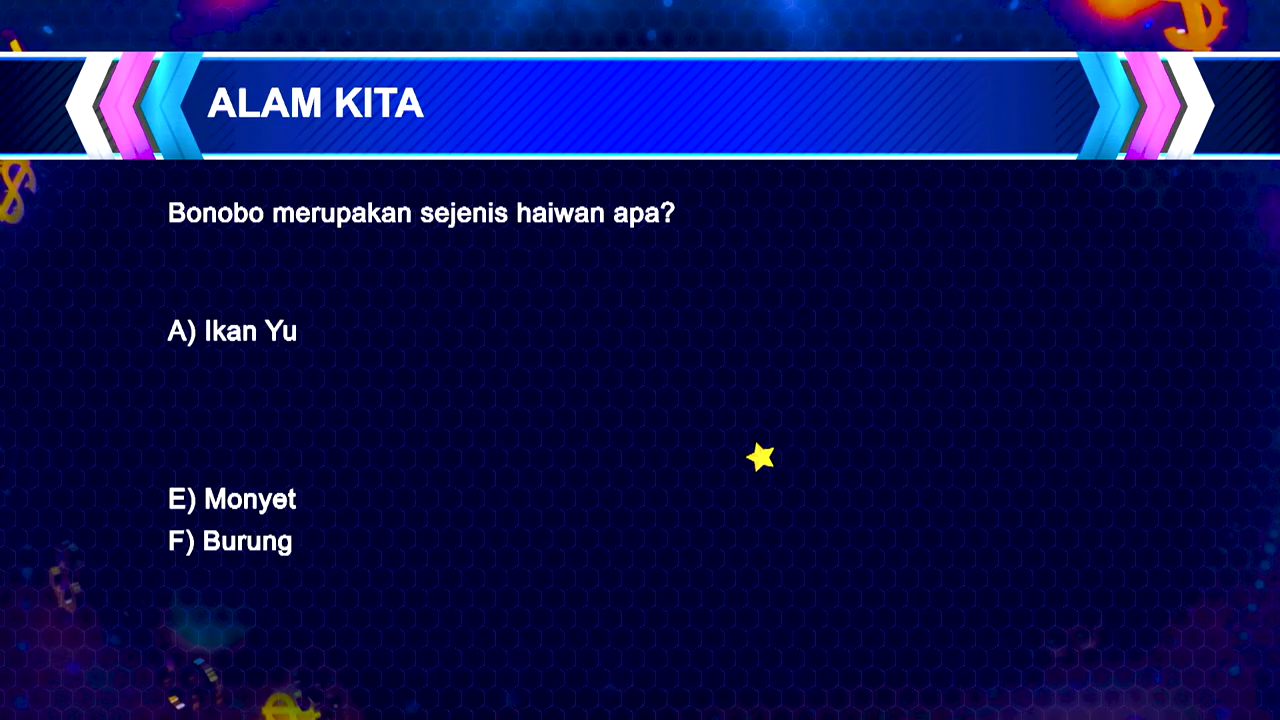 ALAM KITA
Bonobo merupakan sejenis haiwan apa?
A) Ikan Yu
E) Monyet
F) Burung